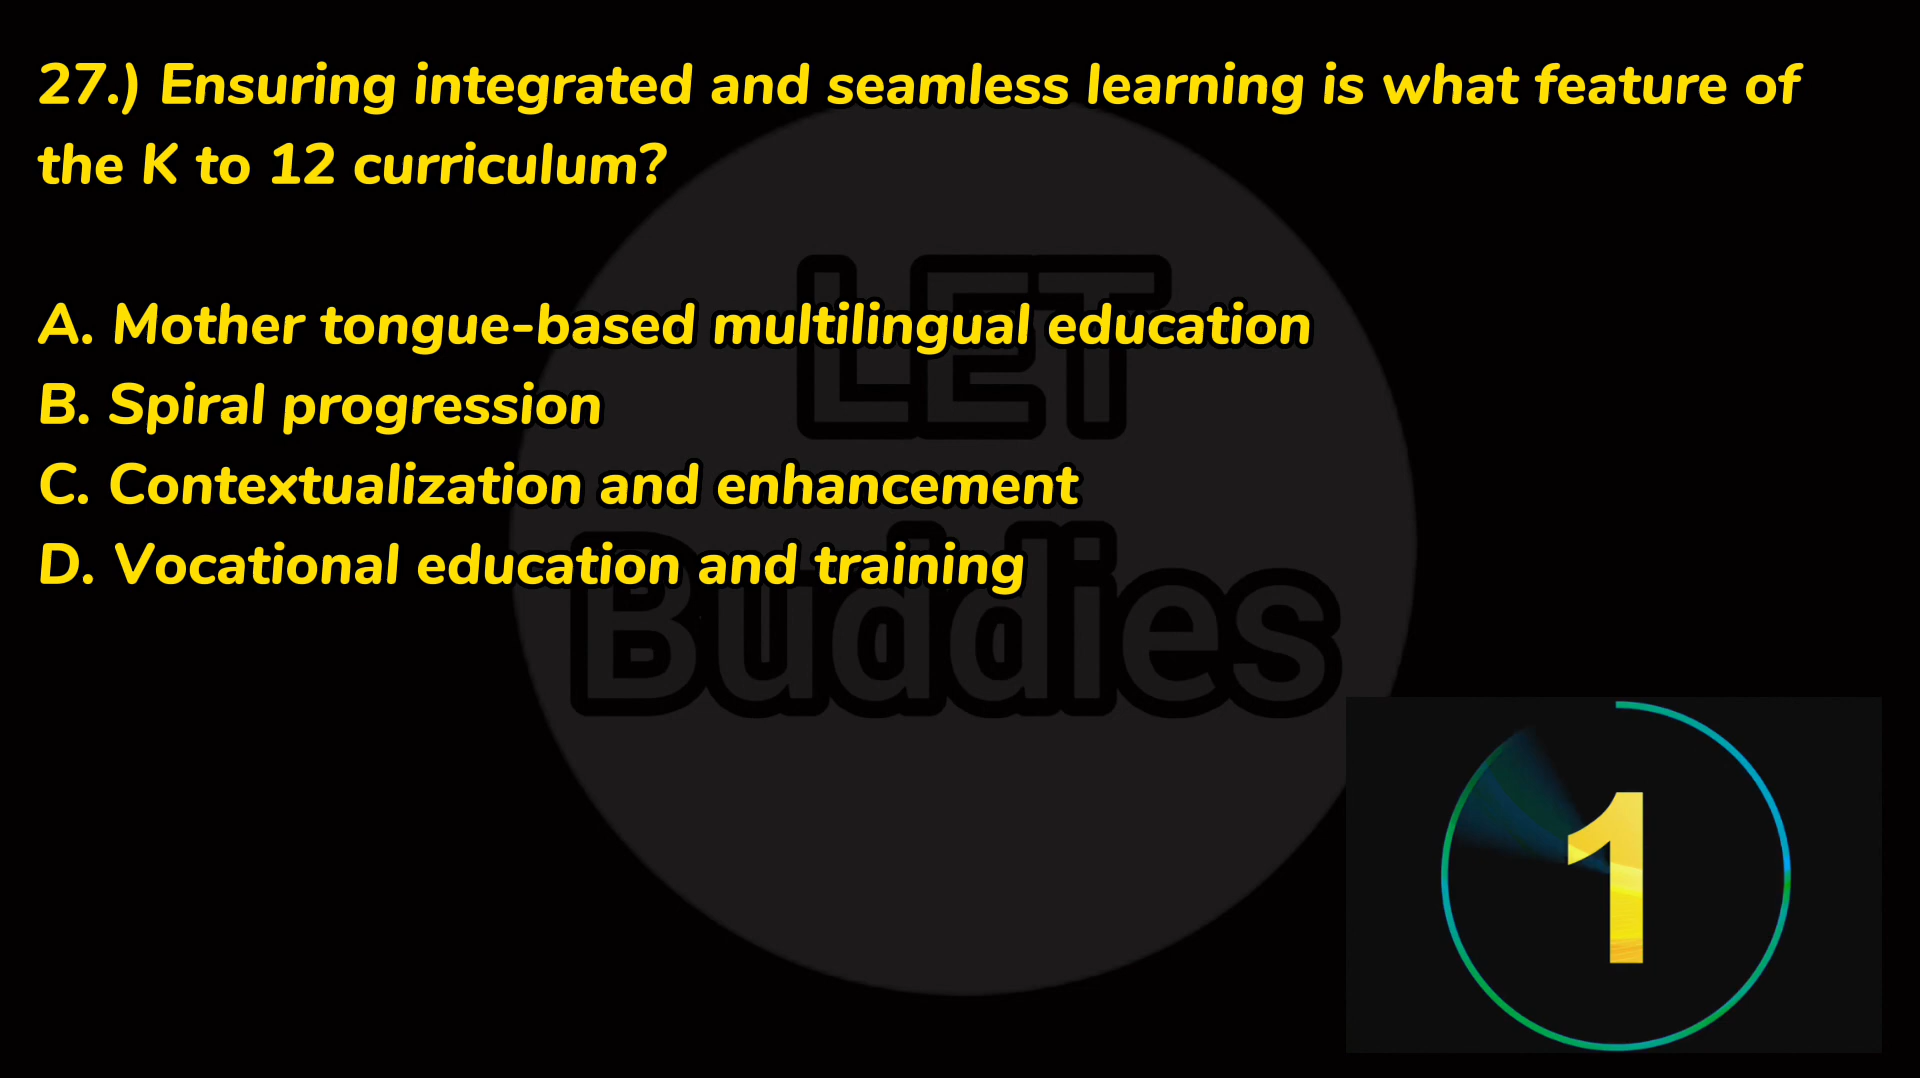 27.) Ensuring integrated and seamless learning is what feature of
the K to 12 curriculum?
A. Mother tongue-based multilingual education
B. Spiral progression
C. Contextualization and enhancement
D. Vocational education and training
LET
Buddies
1